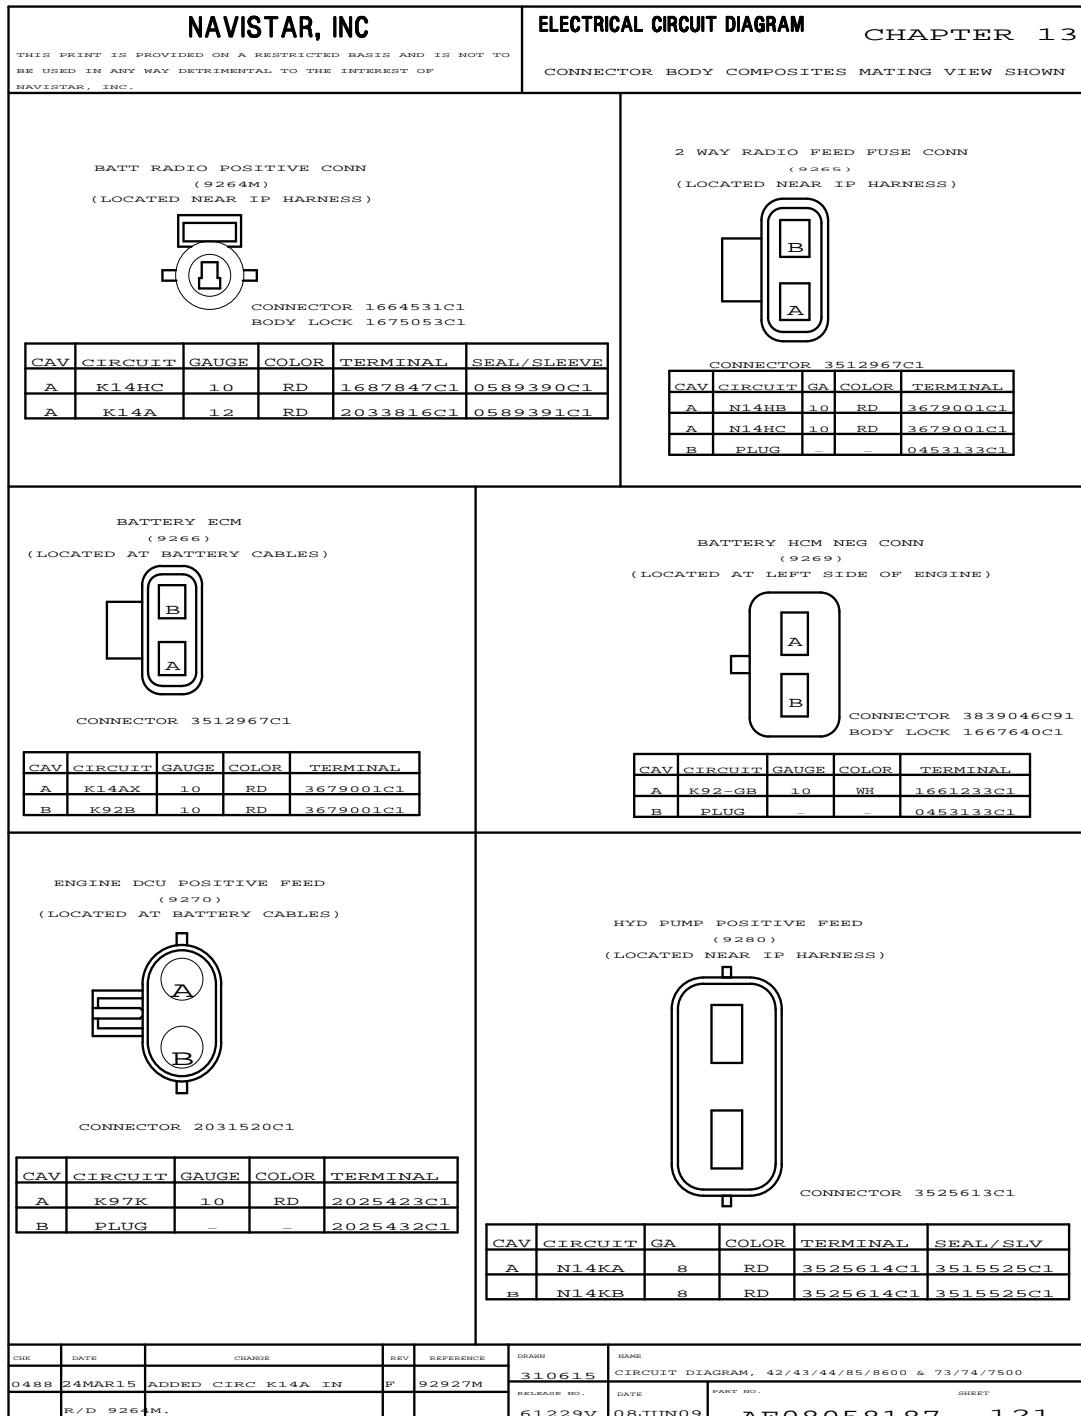 NAVISTAR, INC
THIS PRINT IS PROVIDED ON A RESTRICTED BASIS AND IS NOT TO
BE USED IN ANY WAY DETRIMENTAL TO THE INTEREST OF
NAVISTAR, INC.
ELECTRICAL CIRCUIT DIAGRAM
CHAPTER 13
CONNECTOR BODY COMPOSITES MATING VIEW SHOWN
BATT RADIO POSITIVE CONN
(9264M)
(LOCATED NEAR IP HARNESS)
CONNECTOR 1664531C1
BODY LOCK 1675053C1
CAV CIRCUIT GAUGE COLOR TERMINAL SEAL/SLEEVE
A K14HC 10 RD 1687847C1 0589390C1
A K14A 12 RD 2033816C1 0589391C1
2 WAY RADIO FEED FUSE CONN
(9265)
(LOCATED NEAR IP HARNESS)
B
A
CONNECTOR 3512967C1
CAV CIRCUIT GA COLOR TERMINAL
A N14HB 10 RD 3679001C1
A N14HC 10 RD 3679001C1
B PLUG - - 0453133C1
BATTERY ECM
(9266)
(LOCATED AT BATTERY CABLES)
B
A
CONNECTOR 3512967C1
CAV CIRCUIT GAUGE COLOR TERMINAL
A K14AX 10 RD 3679001C1
B K92B 10 RD 3679001C1
BATTERY HCM NEG CONN
(9269)
(LOCATED AT LEFT SIDE OF ENGINE)
A
B
CONNECTOR 3839046C91
BODY LOCK 1667640C1
CAV CIRCUIT GAUGE COLOR TERMINAL
A K92-GB 10 WH 1661233C1
B PLUG - - 0453133C1
ENGINE DCU POSITIVE FEED
(9270)
(LOCATED AT BATTERY CABLES)
A
B
CONNECTOR 2031520C1
CAV CIRCUIT GAUGE COLOR TERMINAL
A K97K 10 RD 2025423C1
B PLUG - - 2025432C1
HYD PUMP POSITIVE FEED
(9280)
(LOCATED NEAR IP HARNESS)
CONNECTOR 3525613C1
CAV CIRCUIT GA COLOR TERMINAL SEAL/SLV
A N14KA 8 RD 3525614C1 3515525C1
B N14KB 8 RD 3525614C1 3515525C1
CHK DATE CHANGE REV REFERENCE
0488 24MAR15 ADDED CIRC K14A IN F 92927M
R/D 9264M.
DRAWN
310615
NAME
CIRCUIT DIAGRAM, 42/43/44/85/8600 & 73/74/7500
RELEASE NO. DATE PART NO. SHEET
61229V 08JUN09 AE08058187 131